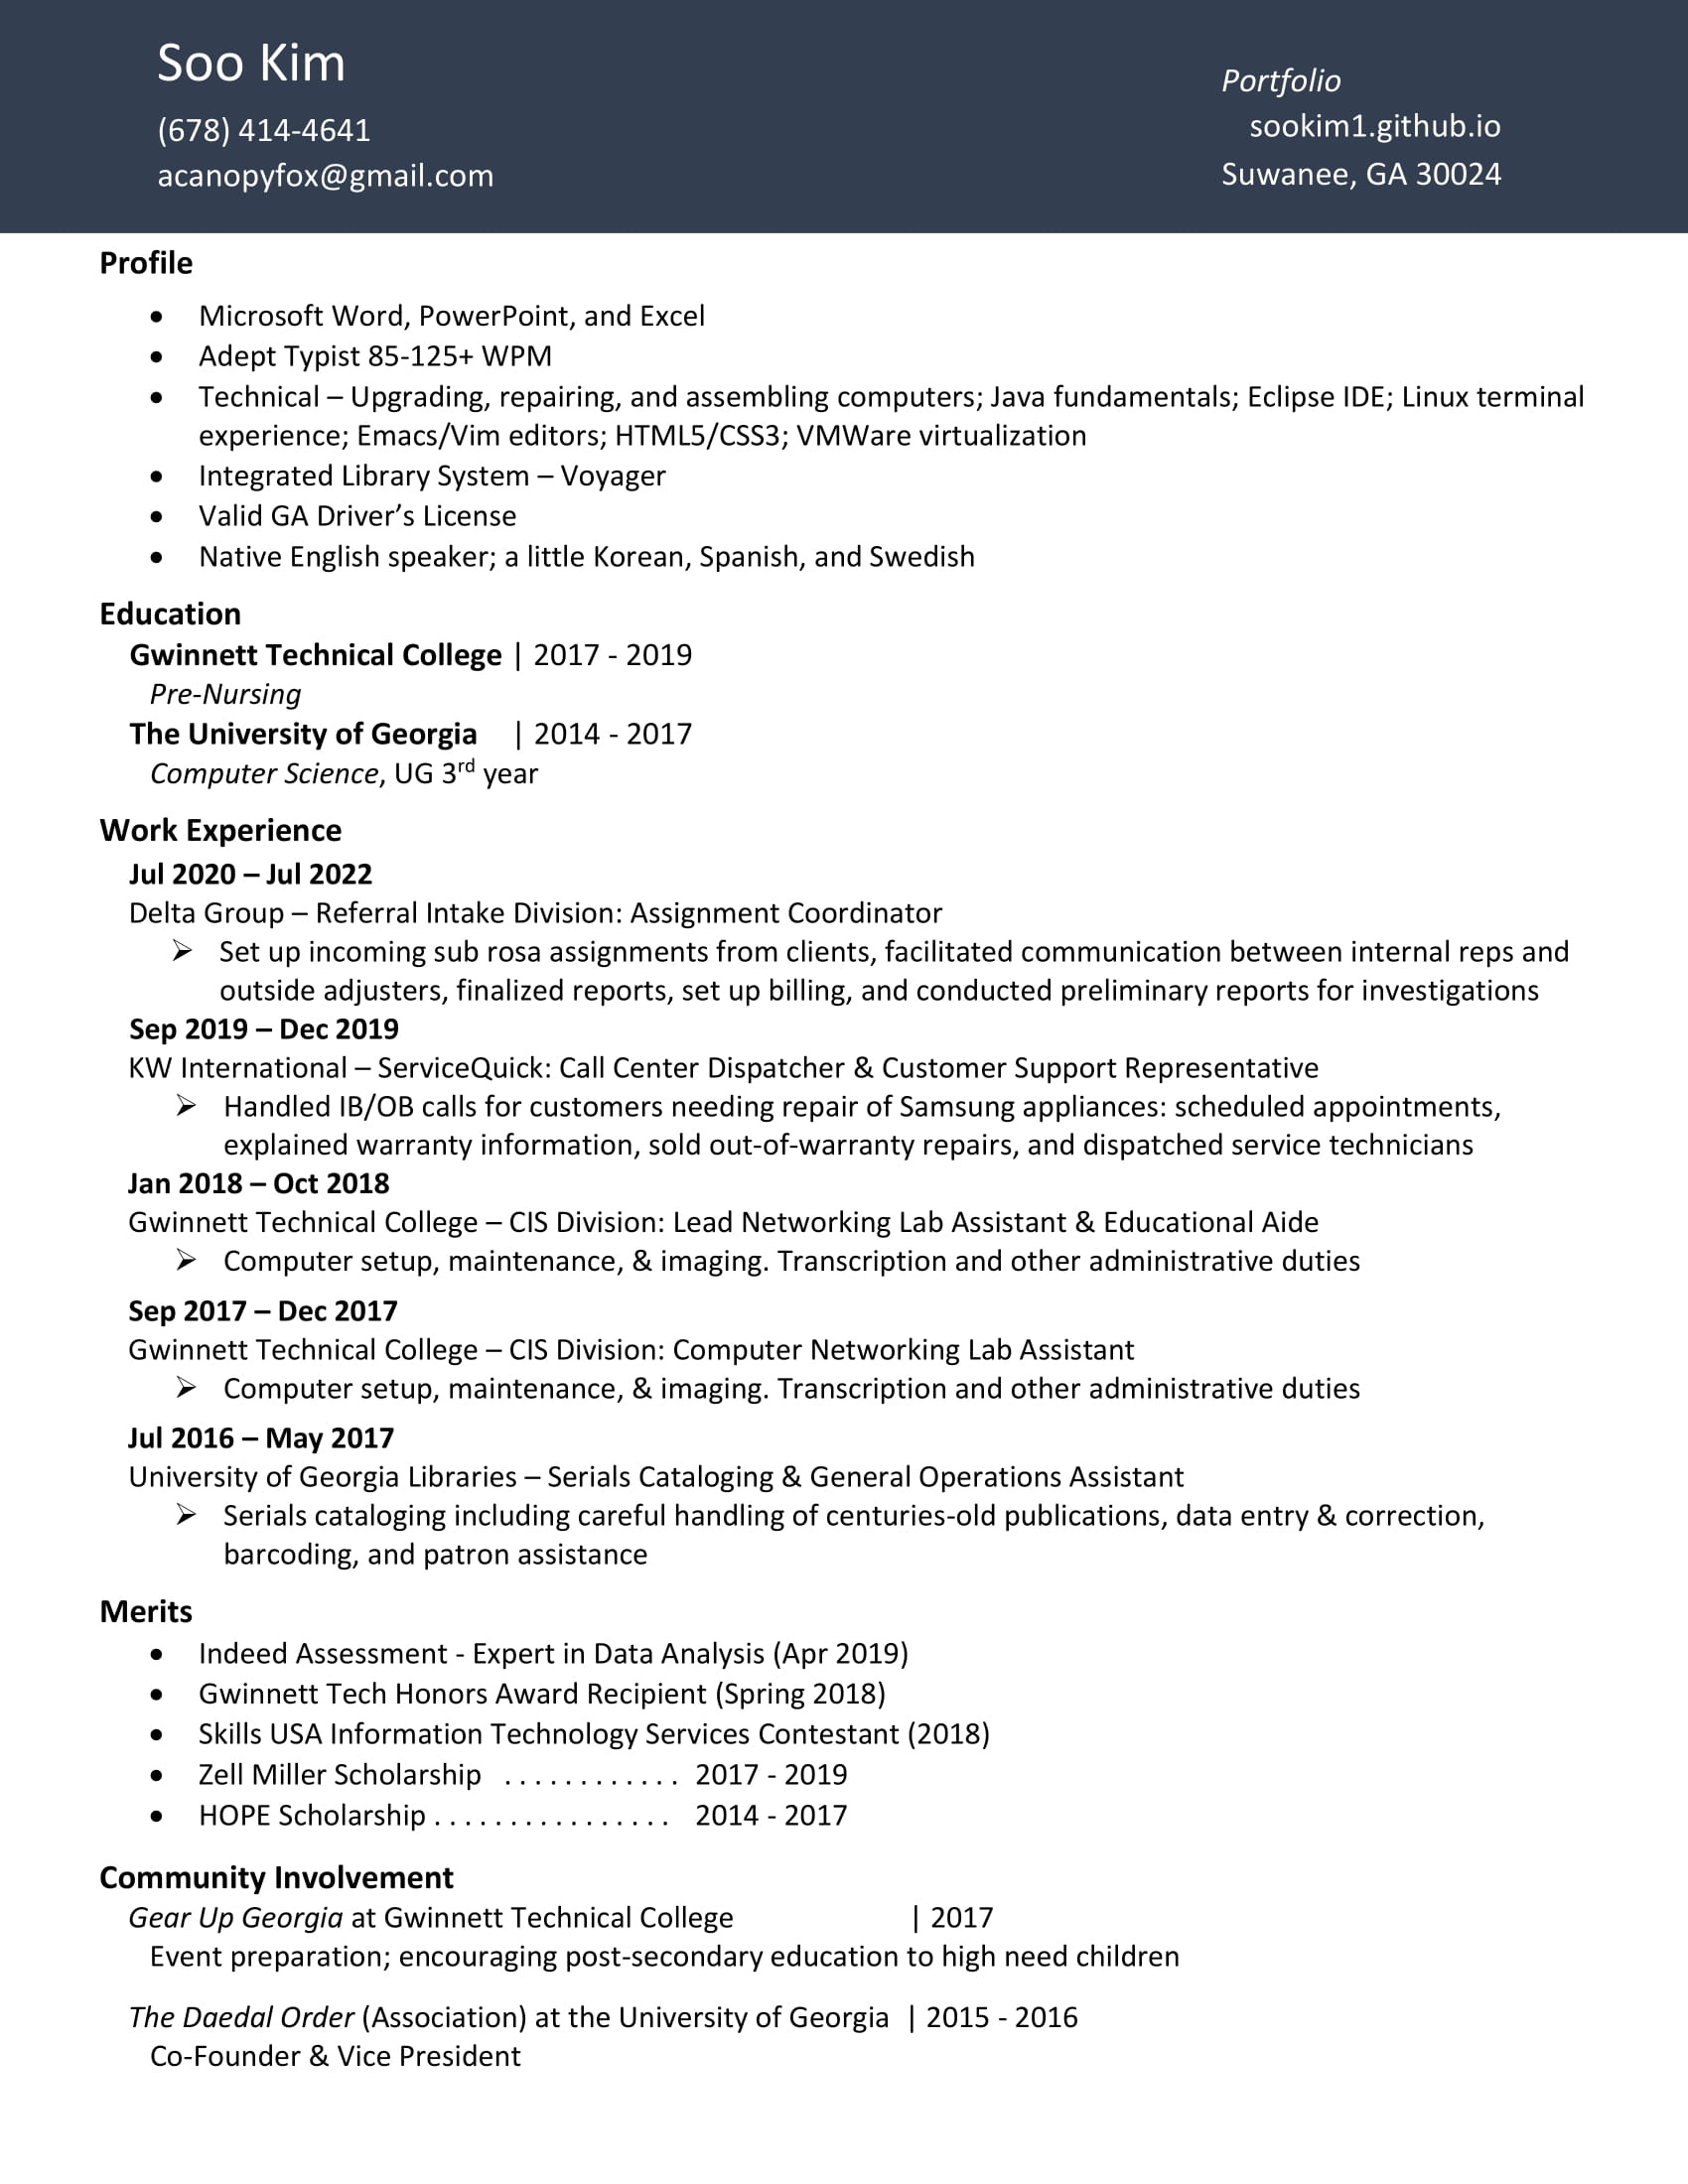 Soo Kim
(678) 414-4641
acanopyfox@gmail.com
Portfolio
sookim1.github.io
Suwanee, GA 30024
Profile
• Microsoft Word, PowerPoint, and Excel
• Adept Typist 85-125+ WPM
• Technical – Upgrading, repairing, and assembling computers; Java fundamentals; Eclipse IDE; Linux terminal
experience; Emacs/Vim editors; HTML5/CSS3; VMWare virtualization
• Integrated Library System – Voyager
• Valid GA Driver’s License
• Native English speaker; a little Korean, Spanish, and Swedish
Education
Gwinnett Technical College | 2017 - 2019
Pre-Nursing
The University of Georgia | 2014 - 2017
Computer Science, UG 3rd year
Work Experience
Jul 2020 – Jul 2022
Delta Group – Referral Intake Division: Assignment Coordinator
➢ Set up incoming sub rosa assignments from clients, facilitated communication between internal reps and
outside adjusters, finalized reports, set up billing, and conducted preliminary reports for investigations
Sep 2019 – Dec 2019
KW International – ServiceQuick: Call Center Dispatcher & Customer Support Representative
➢ Handled IB/OB calls for customers needing repair of Samsung appliances: scheduled appointments,
explained warranty information, sold out-of-warranty repairs, and dispatched service technicians
Jan 2018 – Oct 2018
Gwinnett Technical College – CIS Division: Lead Networking Lab Assistant & Educational Aide
➢ Computer setup, maintenance, & imaging. Transcription and other administrative duties
Sep 2017 – Dec 2017
Gwinnett Technical College – CIS Division: Computer Networking Lab Assistant
➢ Computer setup, maintenance, & imaging. Transcription and other administrative duties
Jul 2016 – May 2017
University of Georgia Libraries – Serials Cataloging & General Operations Assistant
➢ Serials cataloging including careful handling of centuries-old publications, data entry & correction,
barcoding, and patron assistance
Merits
• Indeed Assessment - Expert in Data Analysis (Apr 2019)
• Gwinnett Tech Honors Award Recipient (Spring 2018)
• Skills USA Information Technology Services Contestant (2018)
• Zell Miller Scholarship . . . . . . . . . . . . 2017 - 2019
• HOPE Scholarship . . . . . . . . . . . . . . . . 2014 - 2017
Community Involvement
Gear Up Georgia at Gwinnett Technical College | 2017
Event preparation; encouraging post-secondary education to high need children
The Daedal Order (Association) at the University of Georgia | 2015 - 2016
Co-Founder & Vice President